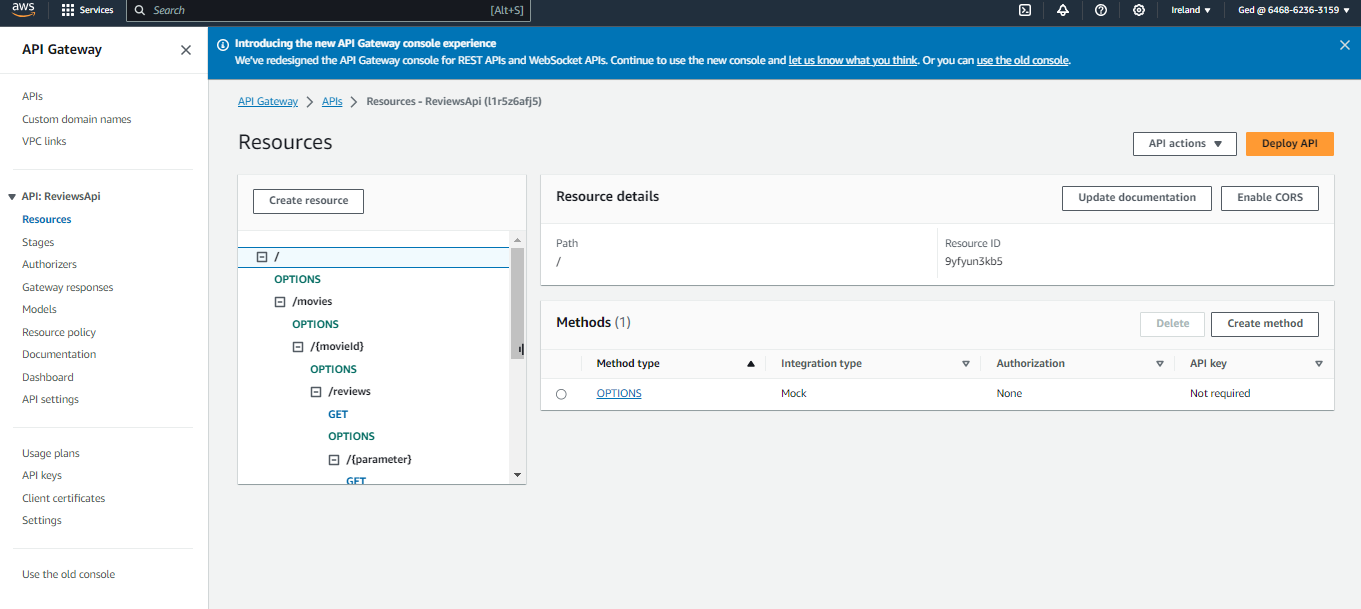 aws
Services
Search
[Alt+S]
Ireland
Ged @ 6468-6236-3159
API Gateway
APIs
Custom domain names
VPC links
API: ReviewsApi
Resources
Stages
Authorizers
Gateway responses
Models
Resource policy
Documentation
Dashboard
API settings
Usage plans
API keys
Client certificates
Settings
Use the old console
Introducing the new API Gateway console experience
We've redesigned the API Gateway console for REST APIs and WebSocket APIs. Continue to use the new console and let us know what you think. Or you can use the old console.
API Gateway
APIs
Resources - ReviewsApi (l1r5z6afj5)
Resources
API actions
Deploy API
Create resource
/
OPTIONS
/movies
OPTIONS
/{movieId}
OPTIONS
/reviews
GET
OPTIONS
/{parameter}
GET
Resource details
Update documentation
Enable CORS
Path
/
Resource ID
9yfyun3kb5
Methods (1)
Delete
Create method
Method type
Integration type
Authorization
API key
OPTIONS
Mock
None
Not required